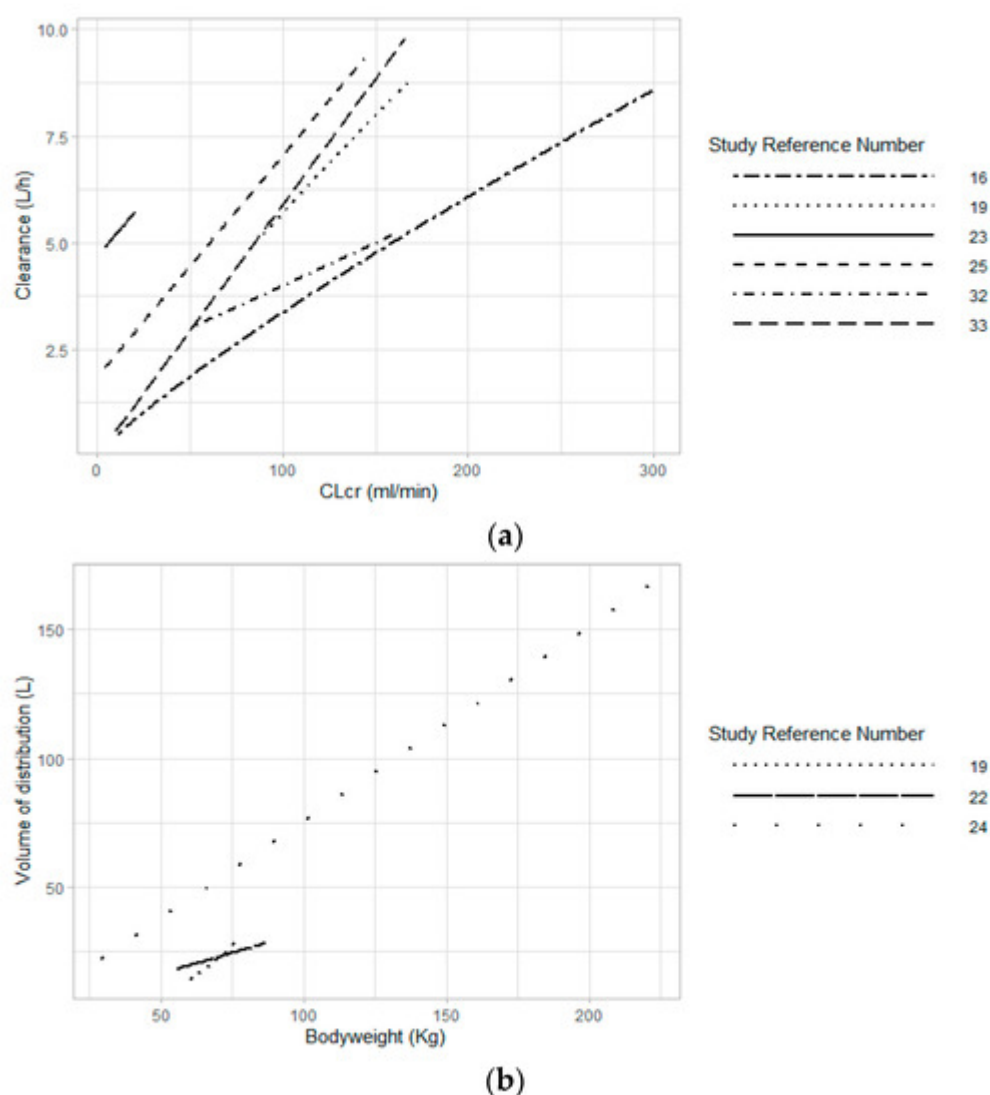 10.0
7.5
5.0
2.5
Clearance (L/h)
0 100 200 300
CLcr (ml/min)
Study Reference Number
16
19
23
25
32
33
(a)
150
100
50
Volume of distribution (L)
50 100 150 200
Bodyweight (Kg)
Study Reference Number
19
22
24
(b)